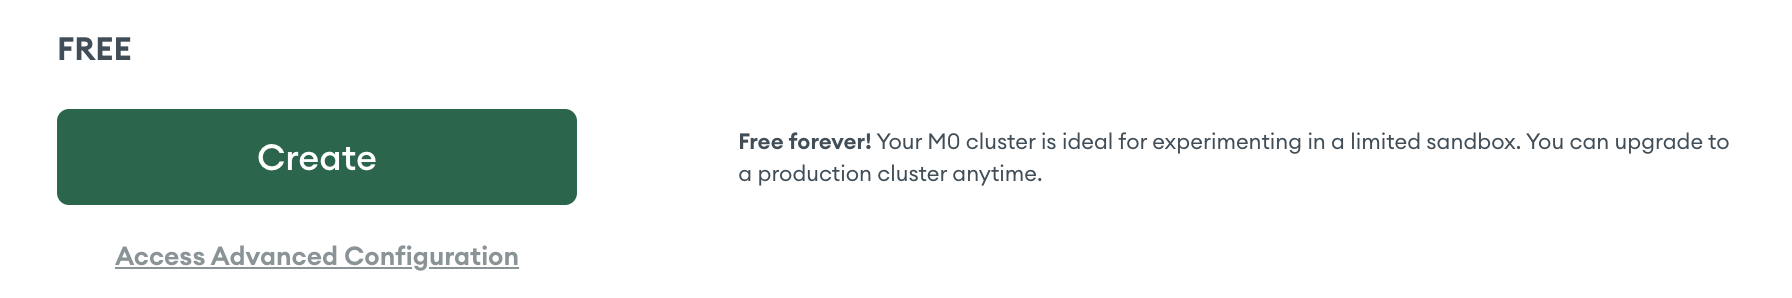 FREE
Create
Free forever! Your M0 cluster is ideal for experimenting in a limited sandbox. You can upgrade to
a production cluster anytime.
Access Advanced Configuration